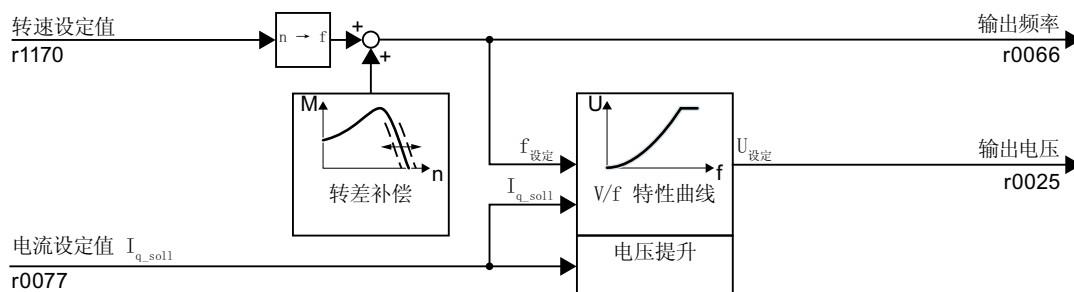 转速设定值
r1170
n → f
+
+
输出频率
r0066
M
n
转差补偿
f设定
I q_soll
U
f
V/f 特性曲线
电压提升
U设定
输出电压
r0025
电流设定值 I q_soll
r0077